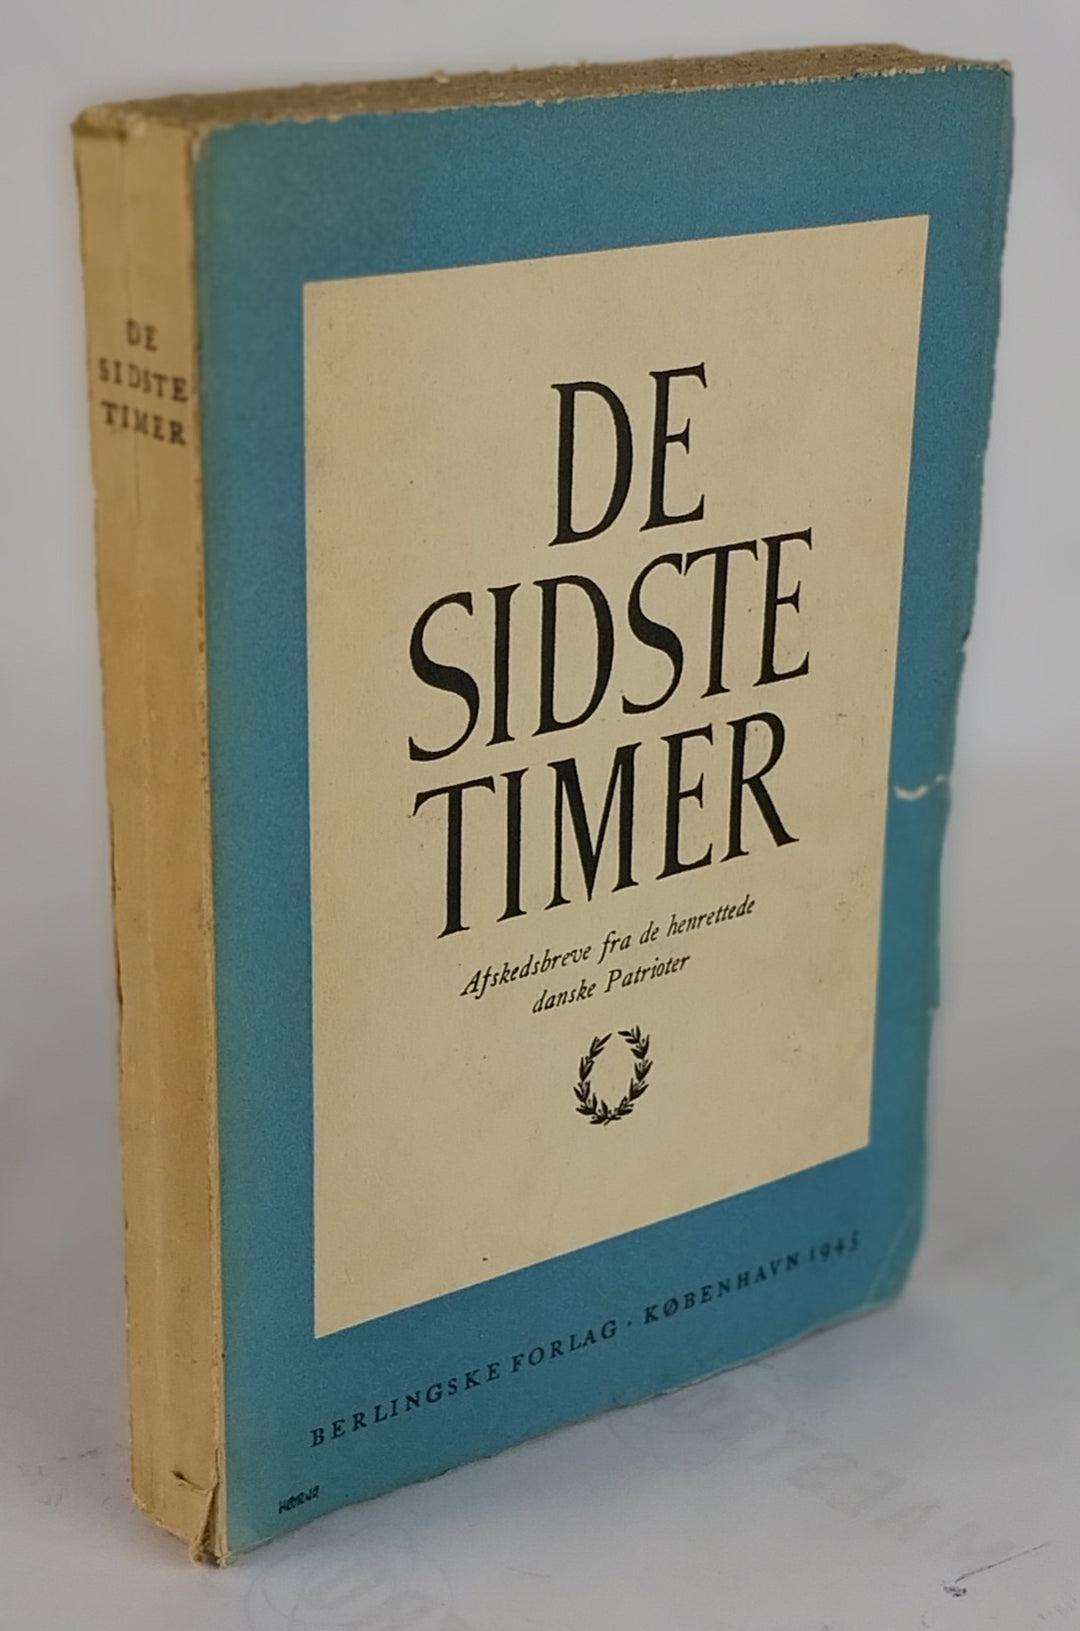 DE
SIDSTE
TIMER
DE
SIDSTE
TIMER
Afskedsbreve fra de henrettede
danske Patrioter
BERLINGSKE FORLAG · KØBENHAVN 1945